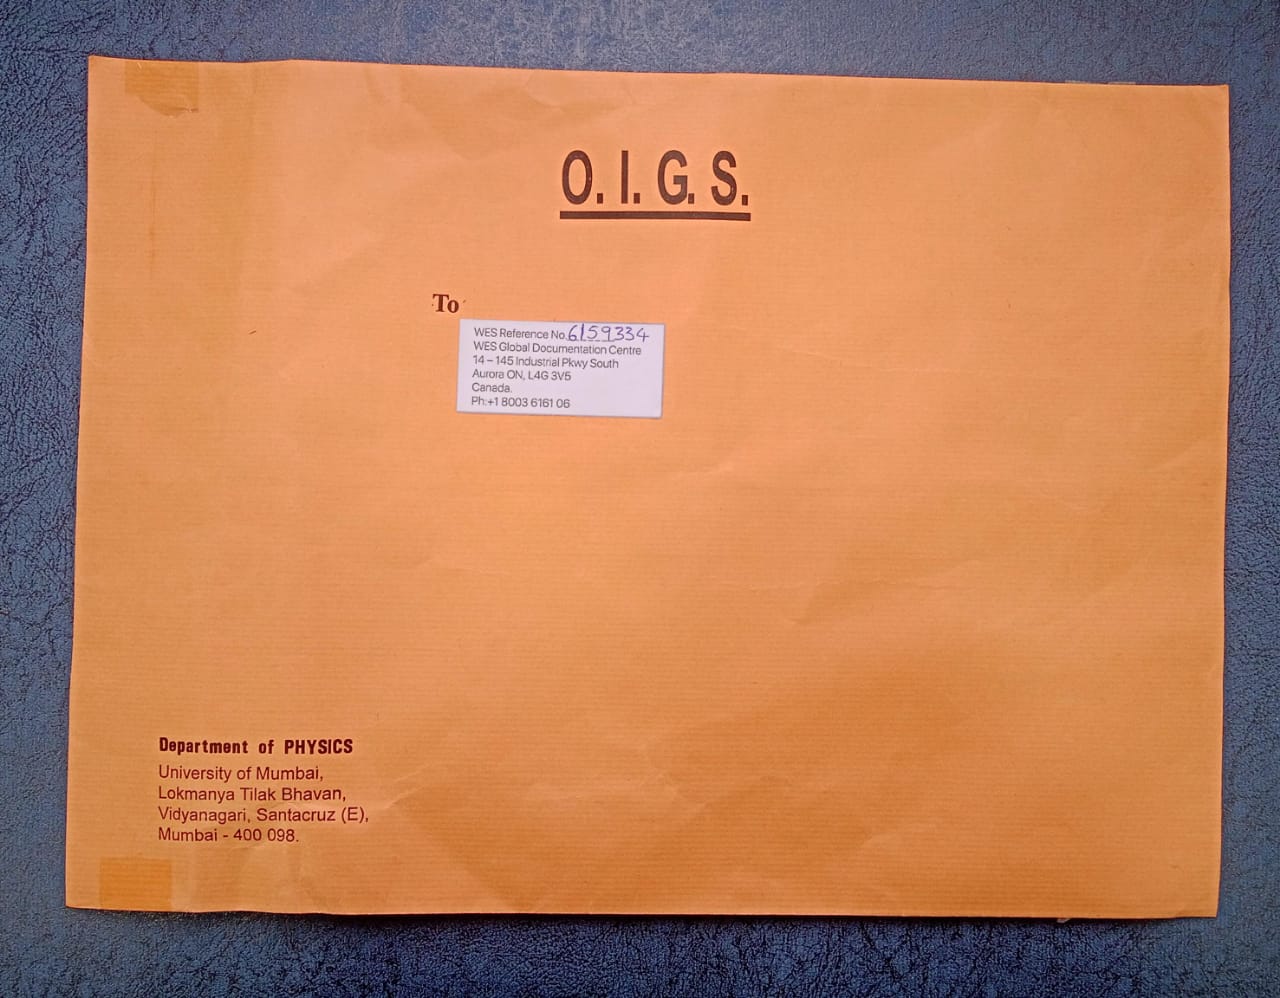 O. I. G. S.
To
WES Reference No.6159334
WES Global Documentation Centre
14 – 145 Industrial Pkwy South
Aurora ON, L4G 3V5
Canada.
Ph:+1 8003 6161 06
Department of PHYSICS
University of Mumbai,
Lokmanya Tilak Bhavan,
Vidyanagari, Santacruz (E),
Mumbai - 400 098.